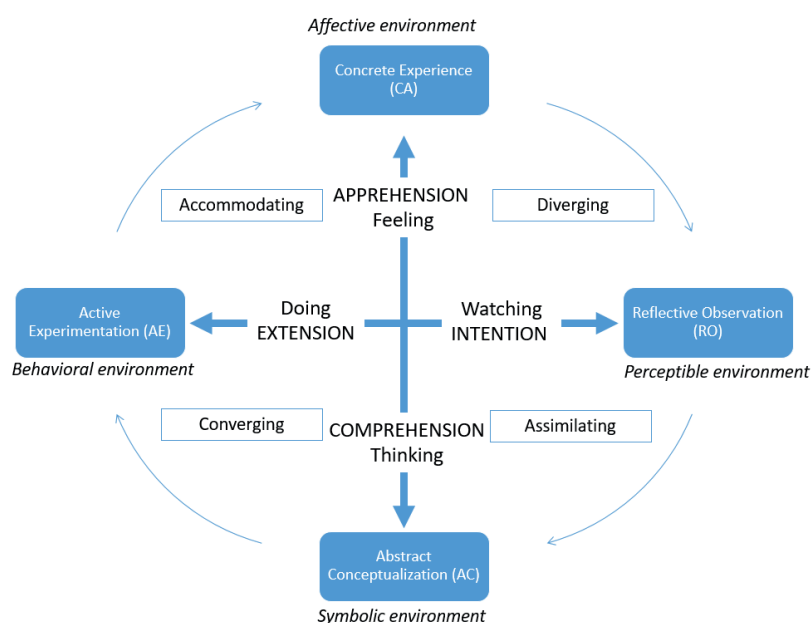 Affective environment
Concrete Experience
(CA)
Accommodating
APPREHENSION
Feeling
Diverging
Active
Experimentation (AE)
Behavioral environment
Doing
EXTENSION
Watching
INTENTION
Reflective Observation
(RO)
Perceptible environment
Converging
COMPREHENSION
Thinking
Assimilating
Abstract
Conceptualization (AC)
Symbolic environment